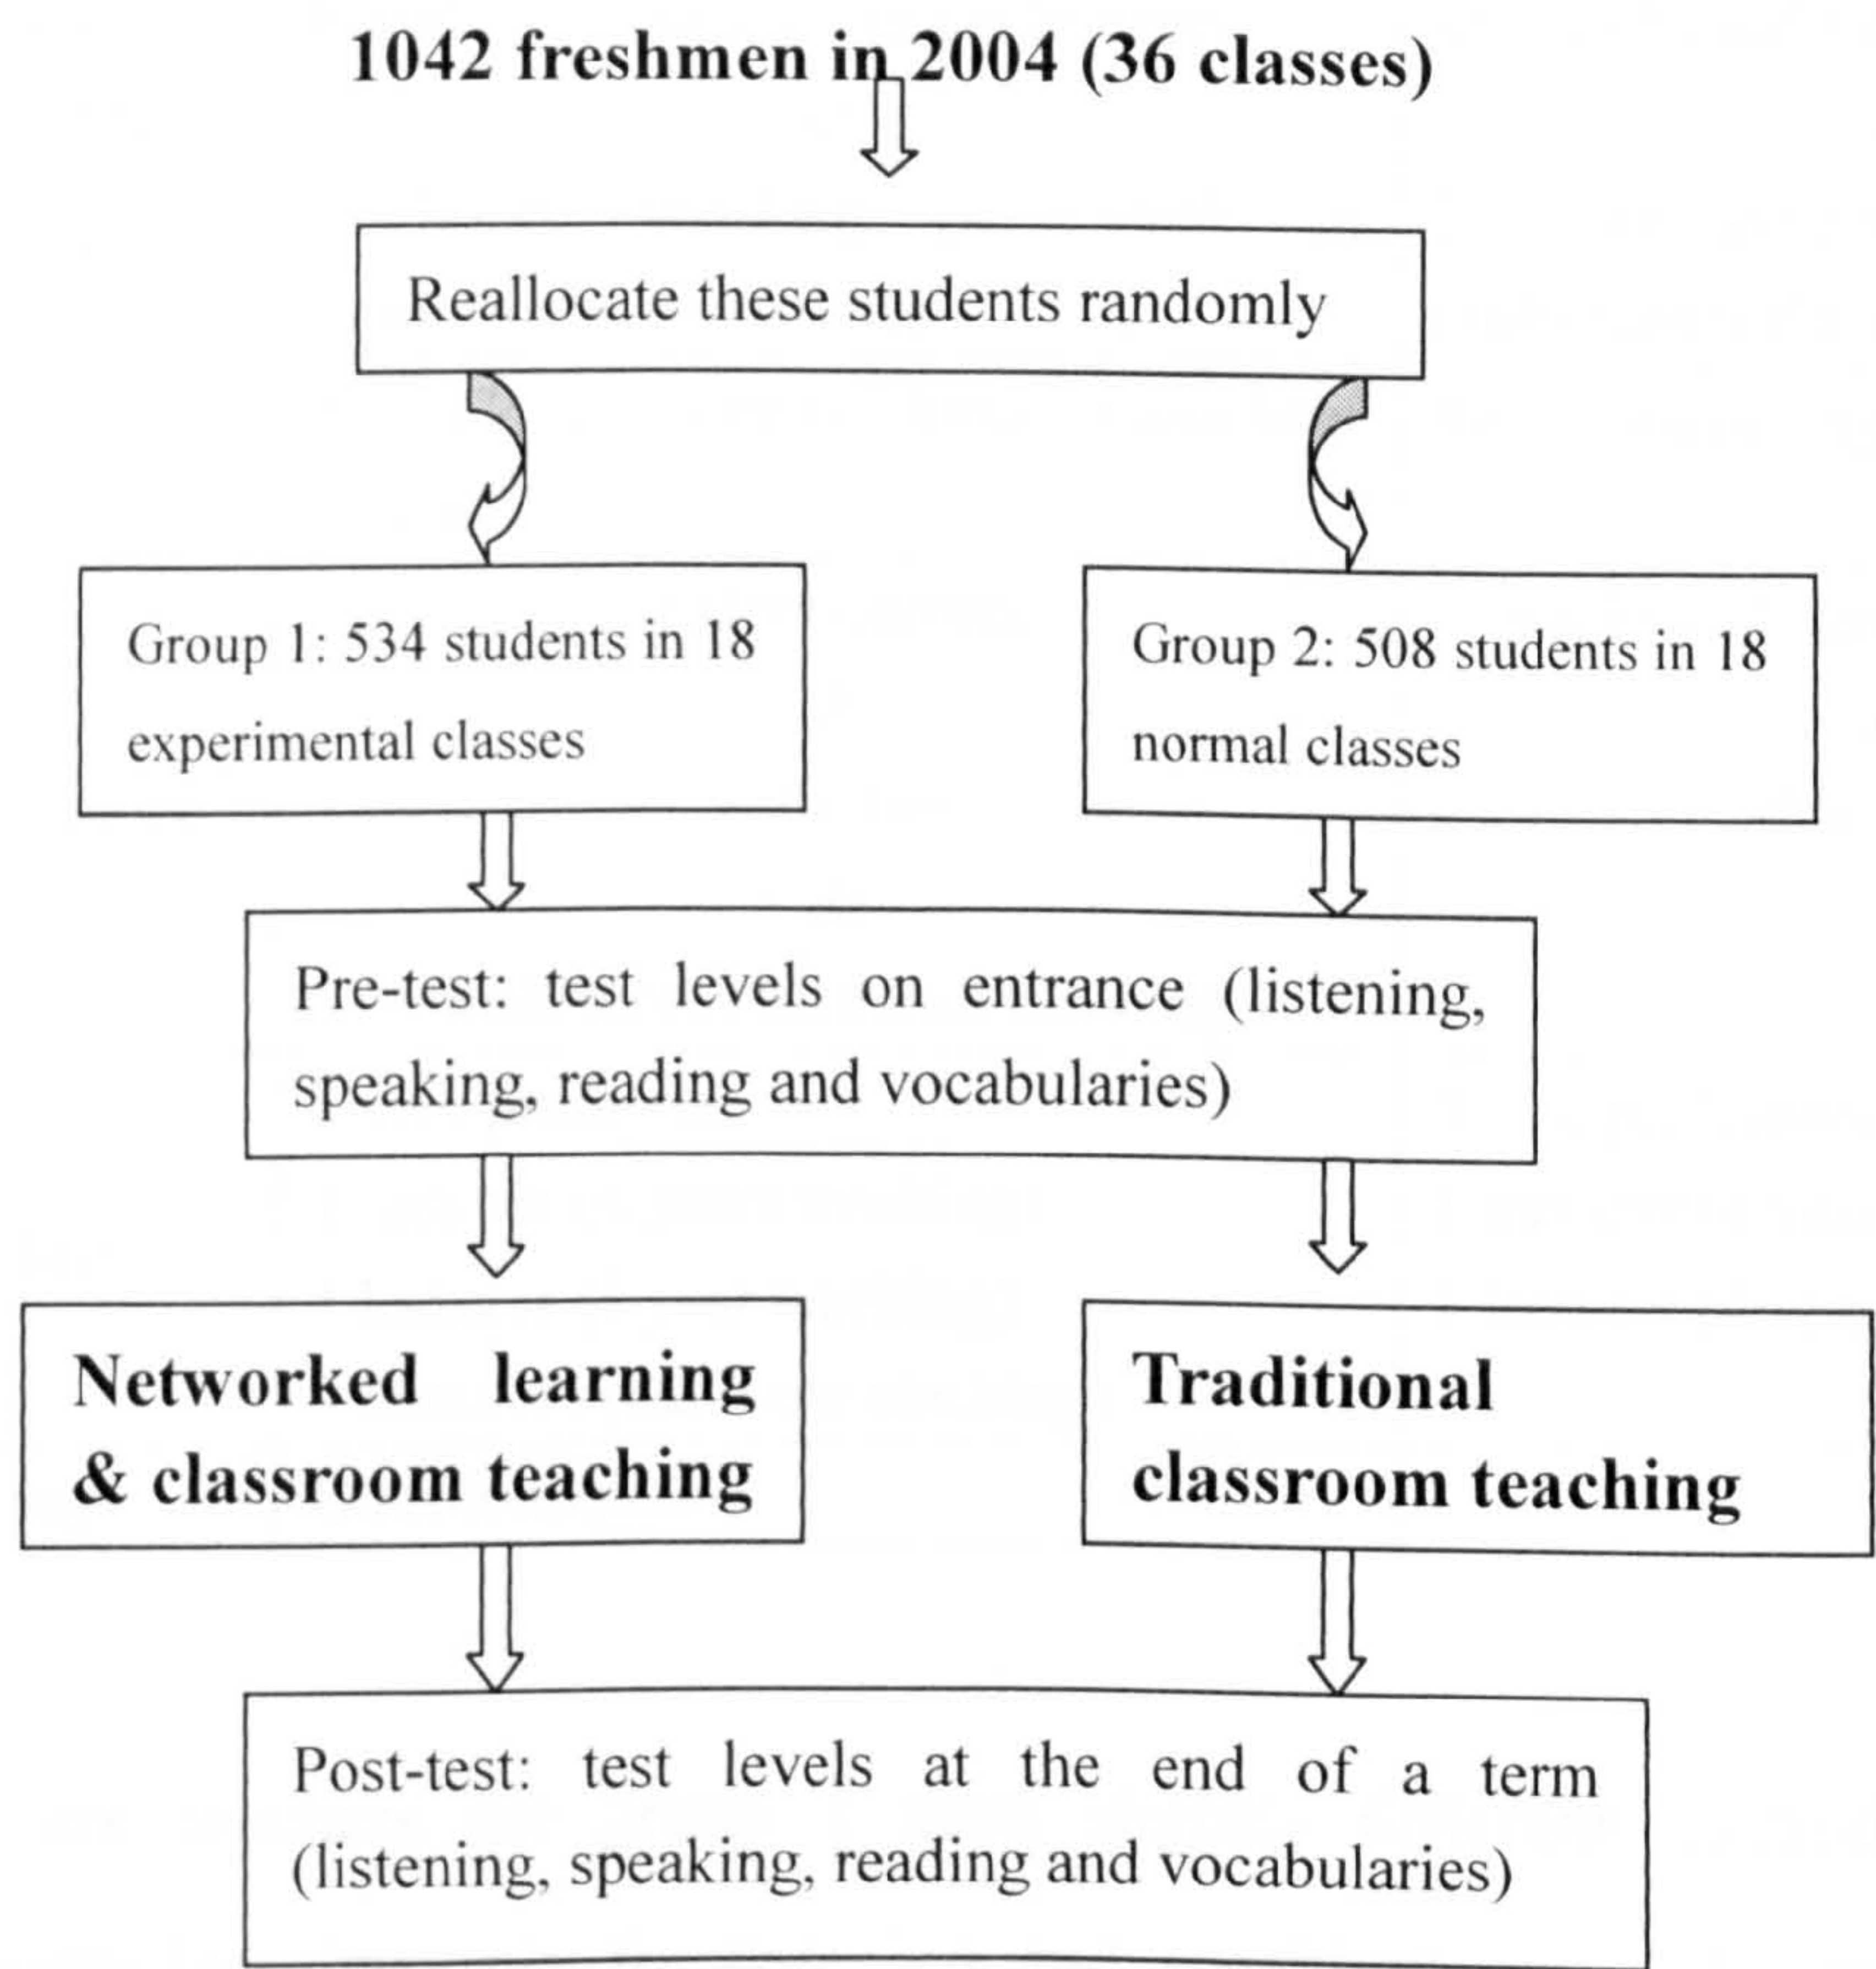 1042 freshmen in 2004 (36 classes)
Reallocate these students randomly
Group 1: 534 students in 18
experimental classes
Group 2: 508 students in 18
normal classes
Pre-test: test levels on entrance (listening,
speaking, reading and vocabularies)
Networked learning
& classroom teaching
Traditional
classroom teaching
Post-test: test levels at the end of a term
(listening, speaking, reading and vocabularies)